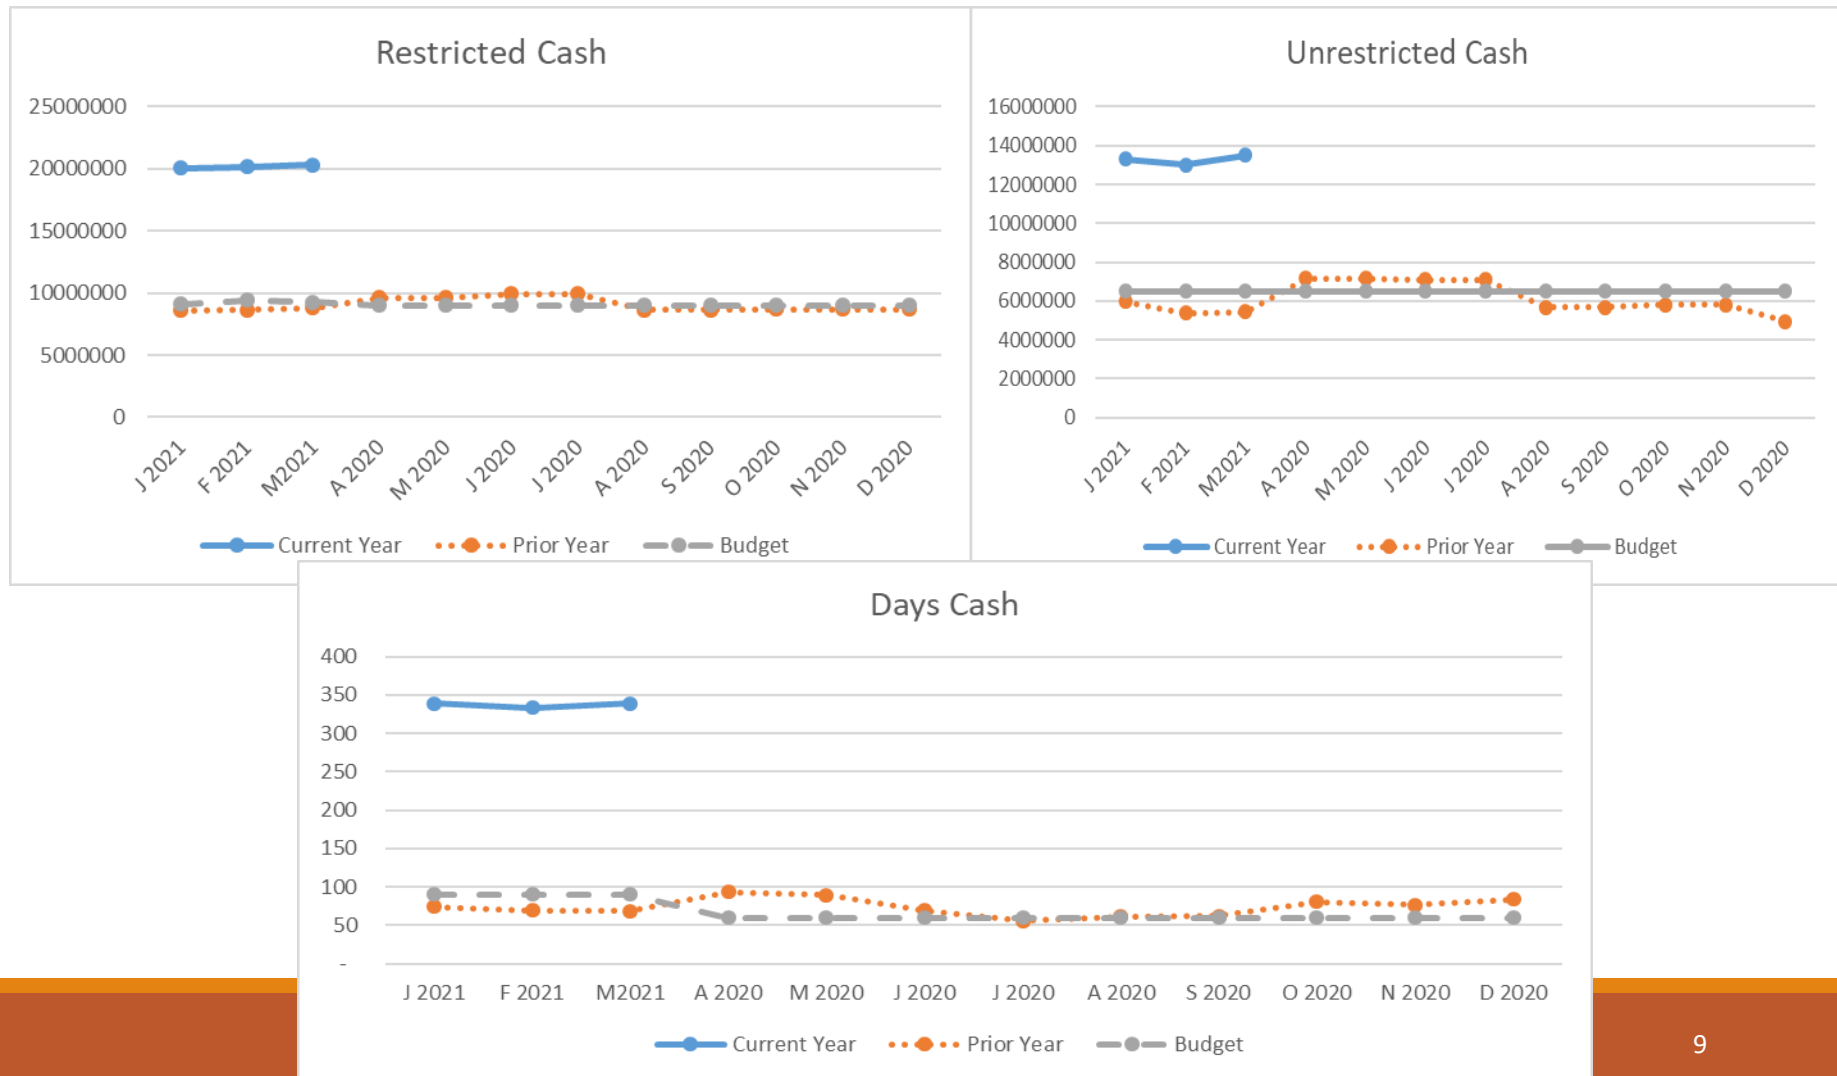 Restricted Cash
25000000
20000000
15000000
10000000
5000000
0
J 2021 F 2021 M2021 A 2020 M 2020 J 2020 J 2020 A 2020 S 2020 O 2020 N 2020 D 2020
Current Year Prior Year Budget
Unrestricted Cash
16000000
14000000
12000000
10000000
8000000
6000000
4000000
2000000
0
J 2021 F 2021 M2021 A 2020 M 2020 J 2020 J 2020 A 2020 S 2020 O 2020 N 2020 D 2020
Current Year Prior Year Budget
Days Cash
400
350
300
250
200
150
100
50
-
J 2021 F 2021 M2021 A 2020 M 2020 J 2020 J 2020 A 2020 S 2020 O 2020 N 2020 D 2020
Current Year Prior Year Budget
9